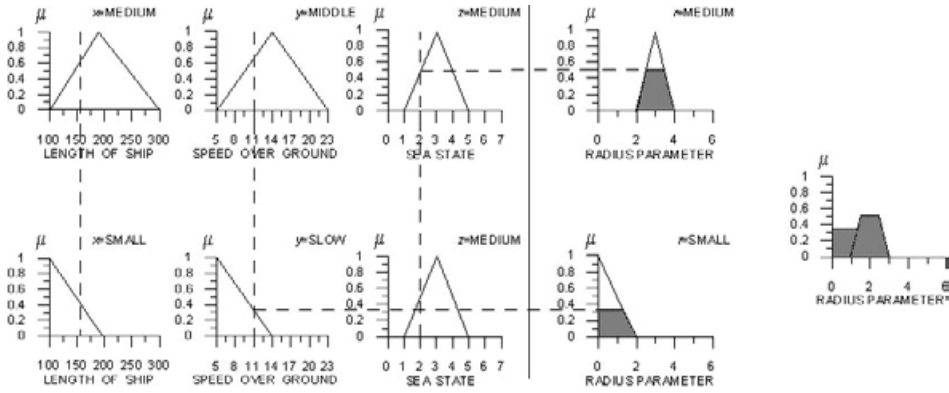 μ x=MEDIUM μ y=MIDDLE μ z=MEDIUM μ r=MEDIUM
1 1 1 1
0.8 0.8 0.8 0.8
0.6 0.6 0.6 0.6
0.4 0.4 0.4 0.4
0.2 0.2 0.2 0.2
0 0 0 0
100 150 200 250 300 5 8 11 14 17 20 23 0 1 2 3 4 5 6 7 0 2 4 6
LENGTH OF SHIP SPEED OVER GROUND SEA STATE RADIUS PARAMETER
μ
1
0.8
0.6
0.4
0.2
0
0 2 4 6
RADIUS PARAMETER
μ x=SMALL μ y=SLOW μ z=MEDIUM μ r=SMALL
1 1 1 1
0.8 0.8 0.8 0.8
0.6 0.6 0.6 0.6
0.4 0.4 0.4 0.4
0.2 0.2 0.2 0.2
0 0 0 0
100 150 200 250 300 5 8 11 14 17 20 23 0 1 2 3 4 5 6 7 0 2 4 6
LENGTH OF SHIP SPEED OVER GROUND SEA STATE RADIUS PARAMETER